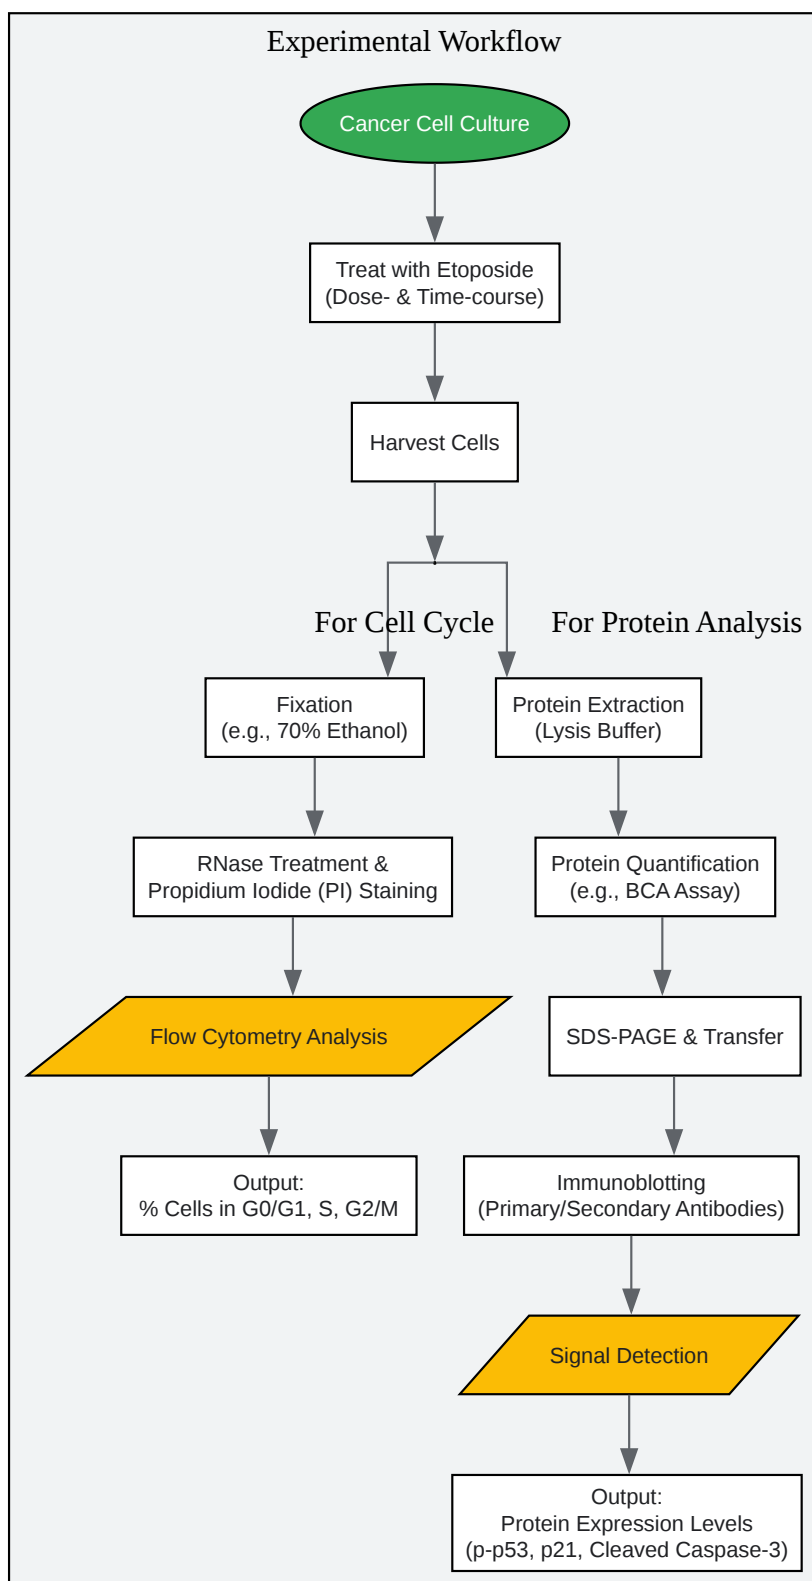 Experimental Workflow
Cancer Cell Culture
Treat with Etoposide
(Dose- & Time-course)
Harvest Cells
For Cell Cycle
For Protein Analysis
Fixation
(e.g., 70% Ethanol)
Protein Extraction
(Lysis Buffer)
RNase Treatment &
Propidium Iodide (PI) Staining
Protein Quantification
(e.g., BCA Assay)
Flow Cytometry Analysis
SDS-PAGE & Transfer
Output:
% Cells in G0/G1, S, G2/M
Immunoblotting
(Primary/Secondary Antibodies)
Signal Detection
Output:
Protein Expression Levels
(p-p53, p21, Cleaved Caspase-3)